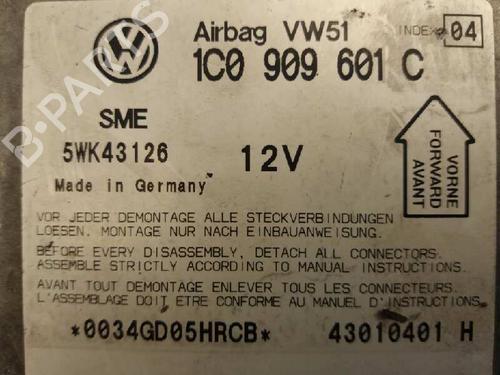 Airbag VW51 INDEX 04
1C0 909 601 C
SME
5WK43126 12V
Made in Germany
VORNE
FORWARD
AVANT
VOR JEDER DEMONTAGE ALLE STECKVERBINDUNGEN
LOESEN. MONTAGE NUR NACH EINBAUANWEISUNG.
BEFORE EVERY DISASSEMBLY, DETACH ALL CONNECTORS.
ASSEMBLE STRICTLY ACCORDING TO MANUAL INSTRUCTIONS.
AVANT TOUT DEMONTAGE ENLEVER TOUS LES CONNECTEURS.
L'ASSEMBLAGE DOIT ETRE CONFORME AU MANUEL D'INSTRUCTIONS.
*0034GD05HRCB* 43010401 H
B-PARTS